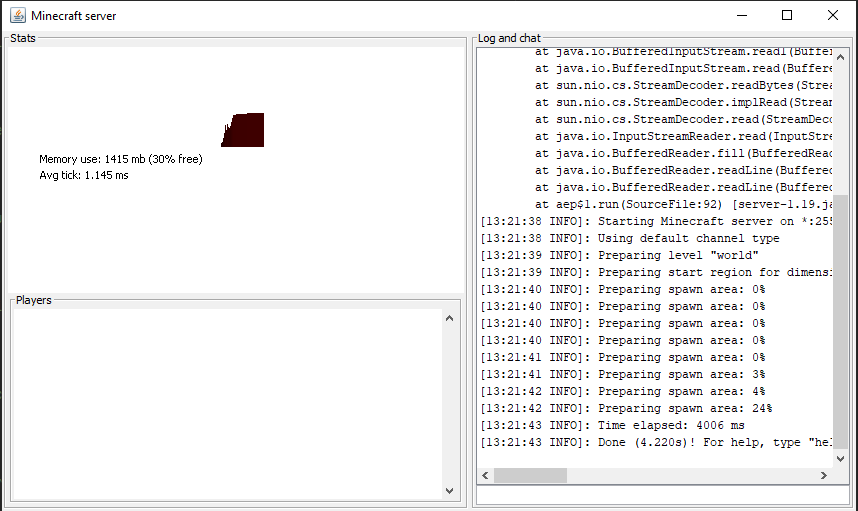 Minecraft server
Stats
Memory use: 1415 mb (30% free)
Avg tick: 1.145 ms
Players
Log and chat
at java.io.BufferedInputStream.read1(Buffer
at java.io.BufferedInputStream.read(Buffere
at sun.nio.cs.StreamDecoder.readBytes(Strea
at sun.nio.cs.StreamDecoder.implRead(Stream
at sun.nio.cs.StreamDecoder.read(StreamDeco
at java.io.InputStreamReader.read(InputStre
at java.io.BufferedReader.fill(BufferedRead
at java.io.BufferedReader.readLine(Buffered
at java.io.BufferedReader.readLine(Buffered
at aep$1.run(SourceFile:92) [server-1.19.ja
[13:21:38 INFO]: Starting Minecraft server on *:255
[13:21:38 INFO]: Using default channel type
[13:21:39 INFO]: Preparing level "world"
[13:21:39 INFO]: Preparing start region for dimensi
[13:21:40 INFO]: Preparing spawn area: 0%
[13:21:40 INFO]: Preparing spawn area: 0%
[13:21:40 INFO]: Preparing spawn area: 0%
[13:21:40 INFO]: Preparing spawn area: 0%
[13:21:41 INFO]: Preparing spawn area: 0%
[13:21:41 INFO]: Preparing spawn area: 3%
[13:21:42 INFO]: Preparing spawn area: 4%
[13:21:42 INFO]: Preparing spawn area: 24%
[13:21:43 INFO]: Time elapsed: 4006 ms
[13:21:43 INFO]: Done (4.220s)! For help, type "hel